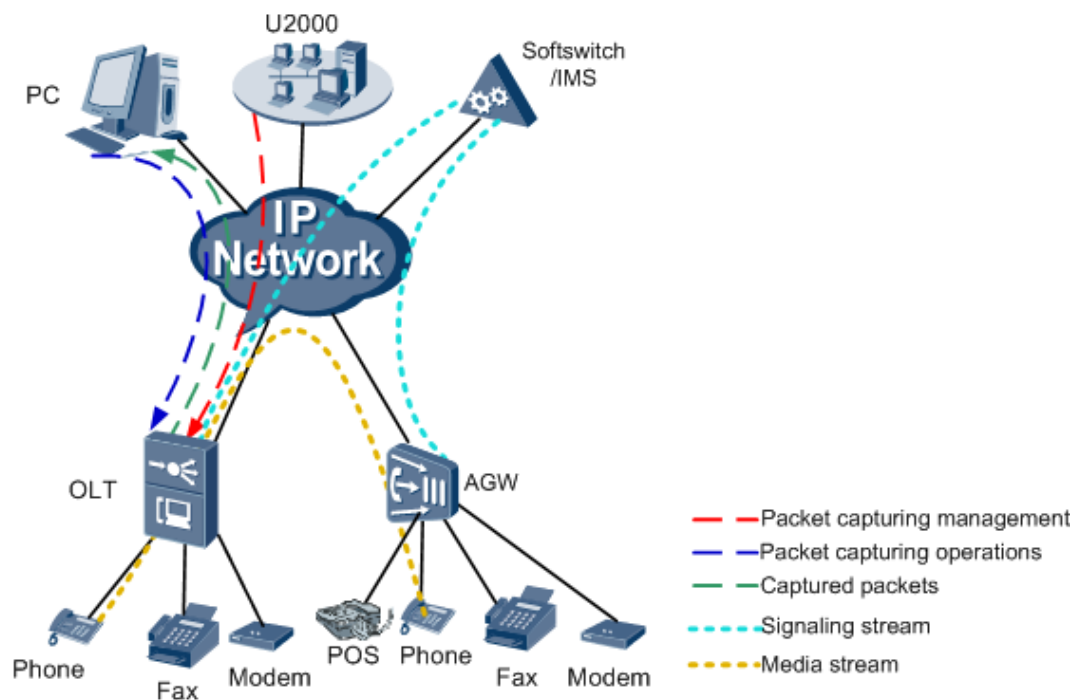 U2000
Softswitch
/IMS
PC
IP
Network
OLT
AGW
Packet capturing management
Packet capturing operations
Captured packets
Signaling stream
Media stream
Phone
Fax
Modem
POS
Phone
Fax
Modem